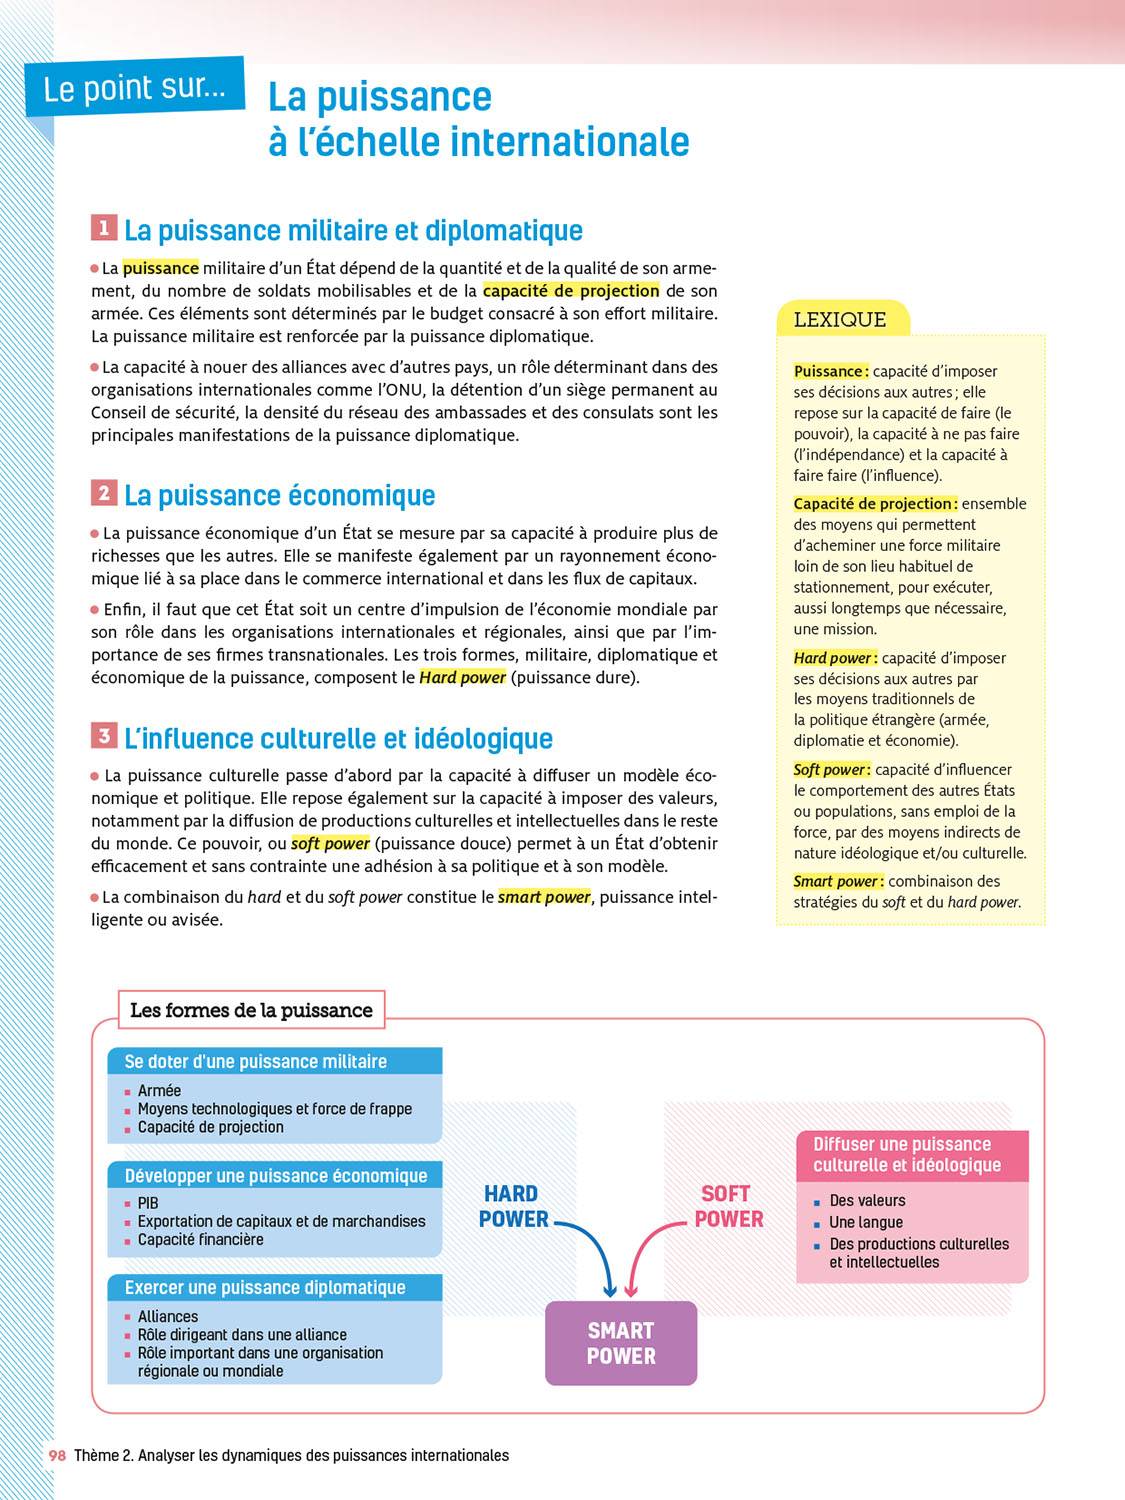 Le point sur...
La puissance
à l'échelle internationale
1 La puissance militaire et diplomatique
● La puissance militaire d'un État dépend de la quantité et de la qualité de son arme-
ment, du nombre de soldats mobilisables et de la capacité de projection de son
armée. Ces éléments sont déterminés par le budget consacré à son effort militaire.
La puissance militaire est renforcée par la puissance diplomatique.
● La capacité à nouer des alliances avec d'autres pays, un rôle déterminant dans des
organisations internationales comme l'ONU, la détention d'un siège permanent au
Conseil de sécurité, la densité du réseau des ambassades et des consulats sont les
principales manifestations de la puissance diplomatique.
2 La puissance économique
● La puissance économique d'un État se mesure par sa capacité à produire plus de
richesses que les autres. Elle se manifeste également par un rayonnement écono-
mique lié à sa place dans le commerce international et dans les flux de capitaux.
● Enfin, il faut que cet État soit un centre d'impulsion de l'économie mondiale par
son rôle dans les organisations internationales et régionales, ainsi que par l'im-
portance de ses firmes transnationales. Les trois formes, militaire, diplomatique et
économique de la puissance, composent le Hard power (puissance dure).
3 L'influence culturelle et idéologique
● La puissance culturelle passe d'abord par la capacité à diffuser un modèle éco-
nomique et politique. Elle repose également sur la capacité à imposer des valeurs,
notamment par la diffusion de productions culturelles et intellectuelles dans le reste
du monde. Ce pouvoir, ou soft power (puissance douce) permet à un État d'obtenir
efficacement et sans contrainte une adhésion à sa politique et à son modèle.
● La combinaison du hard et du soft power constitue le smart power, puissance intel-
ligente ou avisée.
LEXIQUE
Puissance : capacité d'imposer
ses décisions aux autres ; elle
repose sur la capacité de faire (le
pouvoir), la capacité à ne pas faire
(l'indépendance) et la capacité à
faire faire (l'influence).
Capacité de projection : ensemble
des moyens qui permettent
d'acheminer une force militaire
loin de son lieu habituel de
stationnement, pour exécuter,
aussi longtemps que nécessaire,
une mission.
Hard power : capacité d'imposer
ses décisions aux autres par
les moyens traditionnels de
la politique étrangère (armée,
diplomatie et économie).
Soft power : capacité d'influencer
le comportement des autres États
ou populations, sans emploi de la
force, par des moyens indirects de
nature idéologique et/ou culturelle.
Smart power : combinaison des
stratégies du soft et du hard power.
Les formes de la puissance
Se doter d'une puissance militaire
▪ Armée
▪ Moyens technologiques et force de frappe
▪ Capacité de projection
Développer une puissance économique
▪ PIB
▪ Exportation de capitaux et de marchandises
▪ Capacité financière
Exercer une puissance diplomatique
▪ Alliances
▪ Rôle dirigeant dans une alliance
▪ Rôle important dans une organisation
régionale ou mondiale
HARD
POWER
SOFT
POWER
SMART
POWER
Diffuser une puissance
culturelle et idéologique
▪ Des valeurs
▪ Une langue
▪ Des productions culturelles
et intellectuelles
98 Thème 2. Analyser les dynamiques des puissances internationales